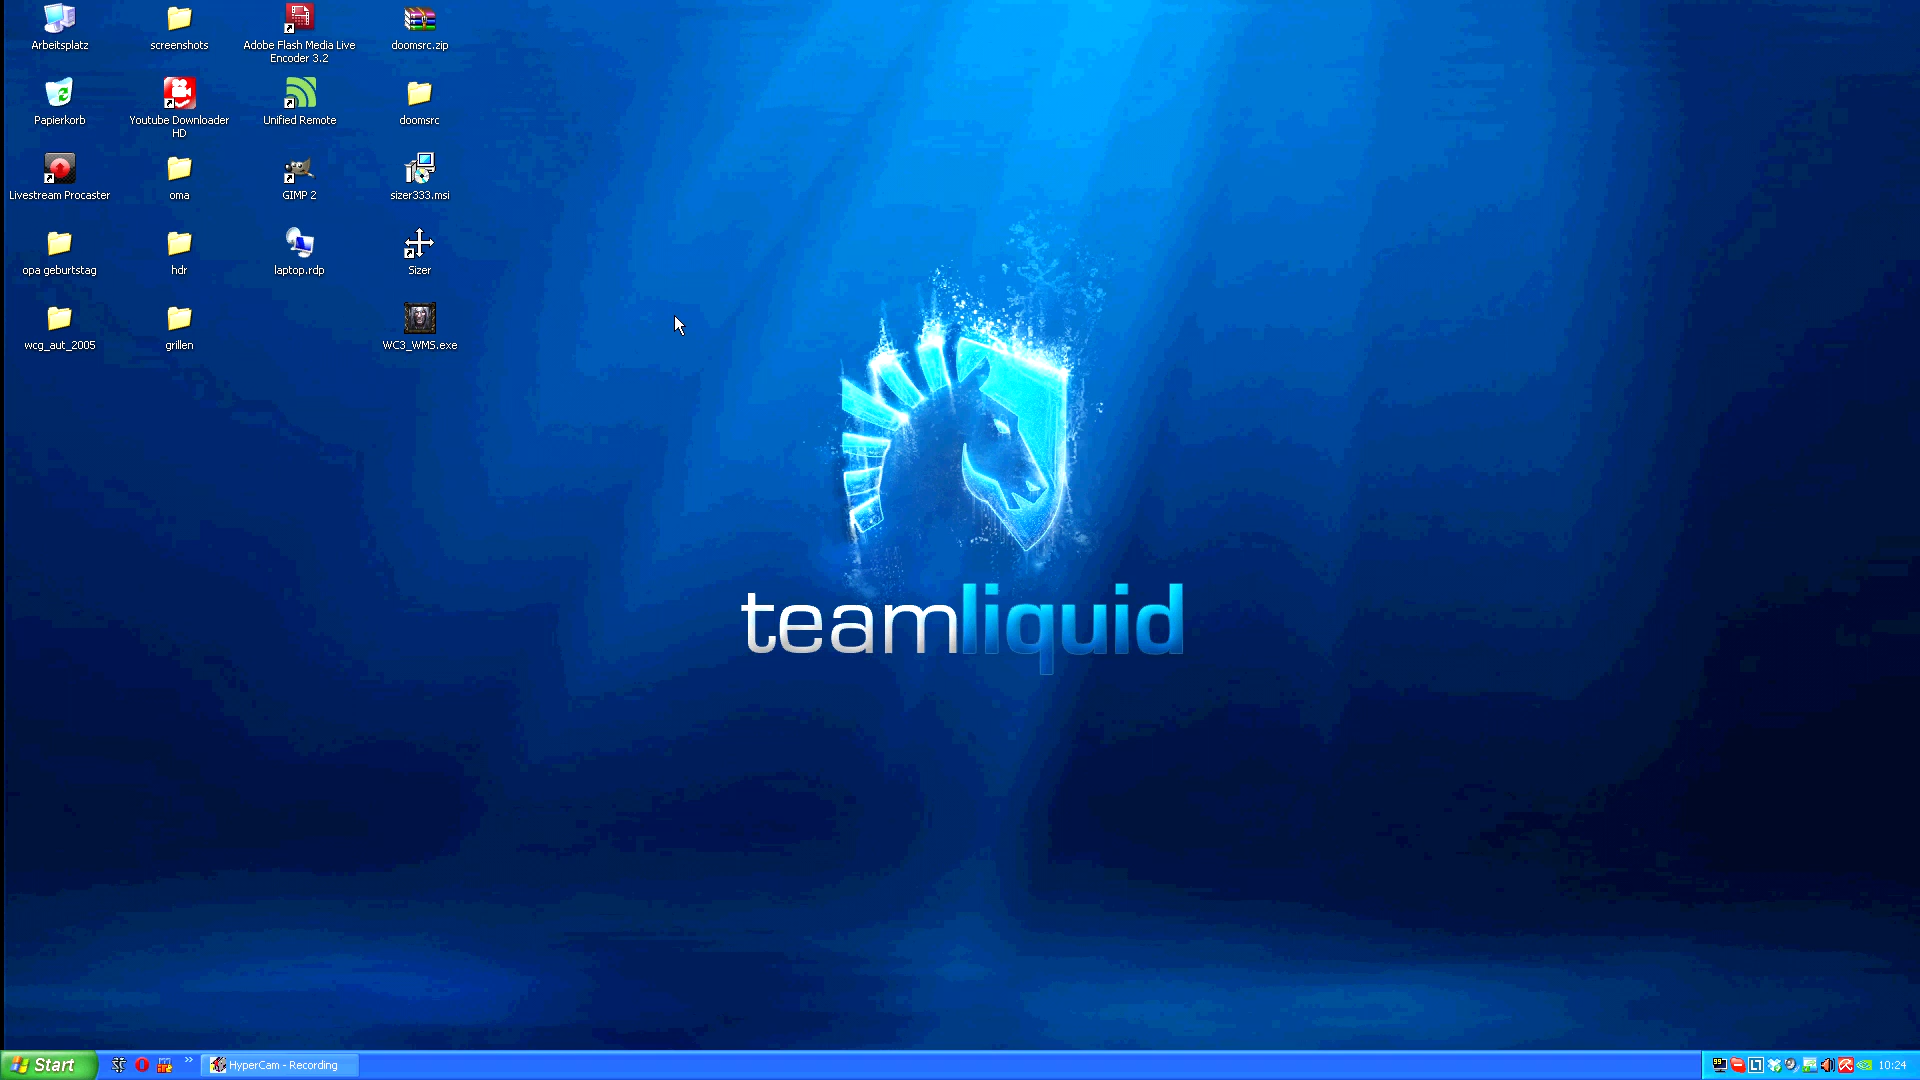 Arbeitsplatz
screenshots
Adobe Flash Media Live
Encoder 3.2
doomsrc.zip
Papierkorb
Youtube Downloader
HD
Unified Remote
doomsrc
Livestream Procaster
oma
GIMP 2
sizer333.msi
opa geburtstag
hdr
laptop.rdp
Sizer
wcg_aut_2005
grillen
WC3_WMS.exe
teamliquid
Start
HyperCam - Recording
10:24